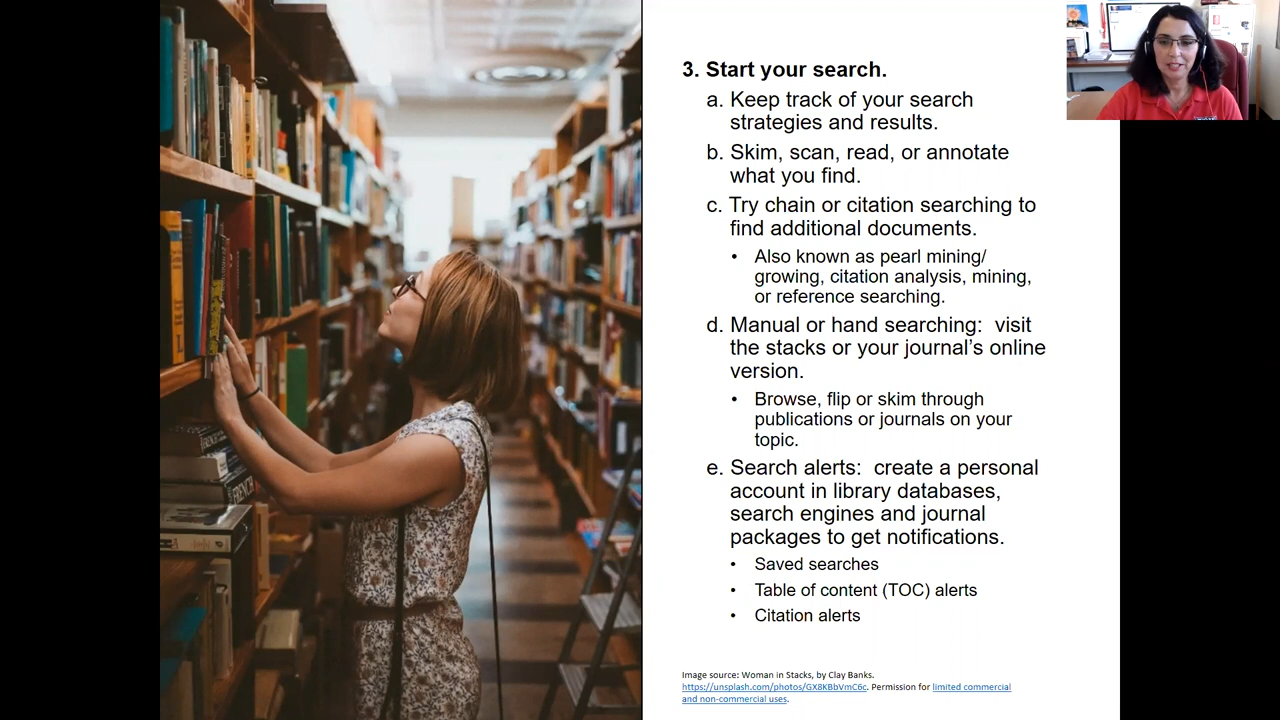 3. Start your search.
a. Keep track of your search
strategies and results.
b. Skim, scan, read, or annotate
what you find.
c. Try chain or citation searching to
find additional documents.
• Also known as pearl mining/
growing, citation analysis, mining,
or reference searching.
d. Manual or hand searching:  visit
the stacks or your journal's online
version.
• Browse, flip or skim through
publications or journals on your
topic.
e. Search alerts:  create a personal
account in library databases,
search engines and journal
packages to get notifications.
• Saved searches
• Table of content (TOC) alerts
• Citation alerts
Image source: Woman in Stacks, by Clay Banks.
https://unsplash.com/photos/GX8KBbVmC6c. Permission for limited commercial
and non-commercial uses.
FRENCH